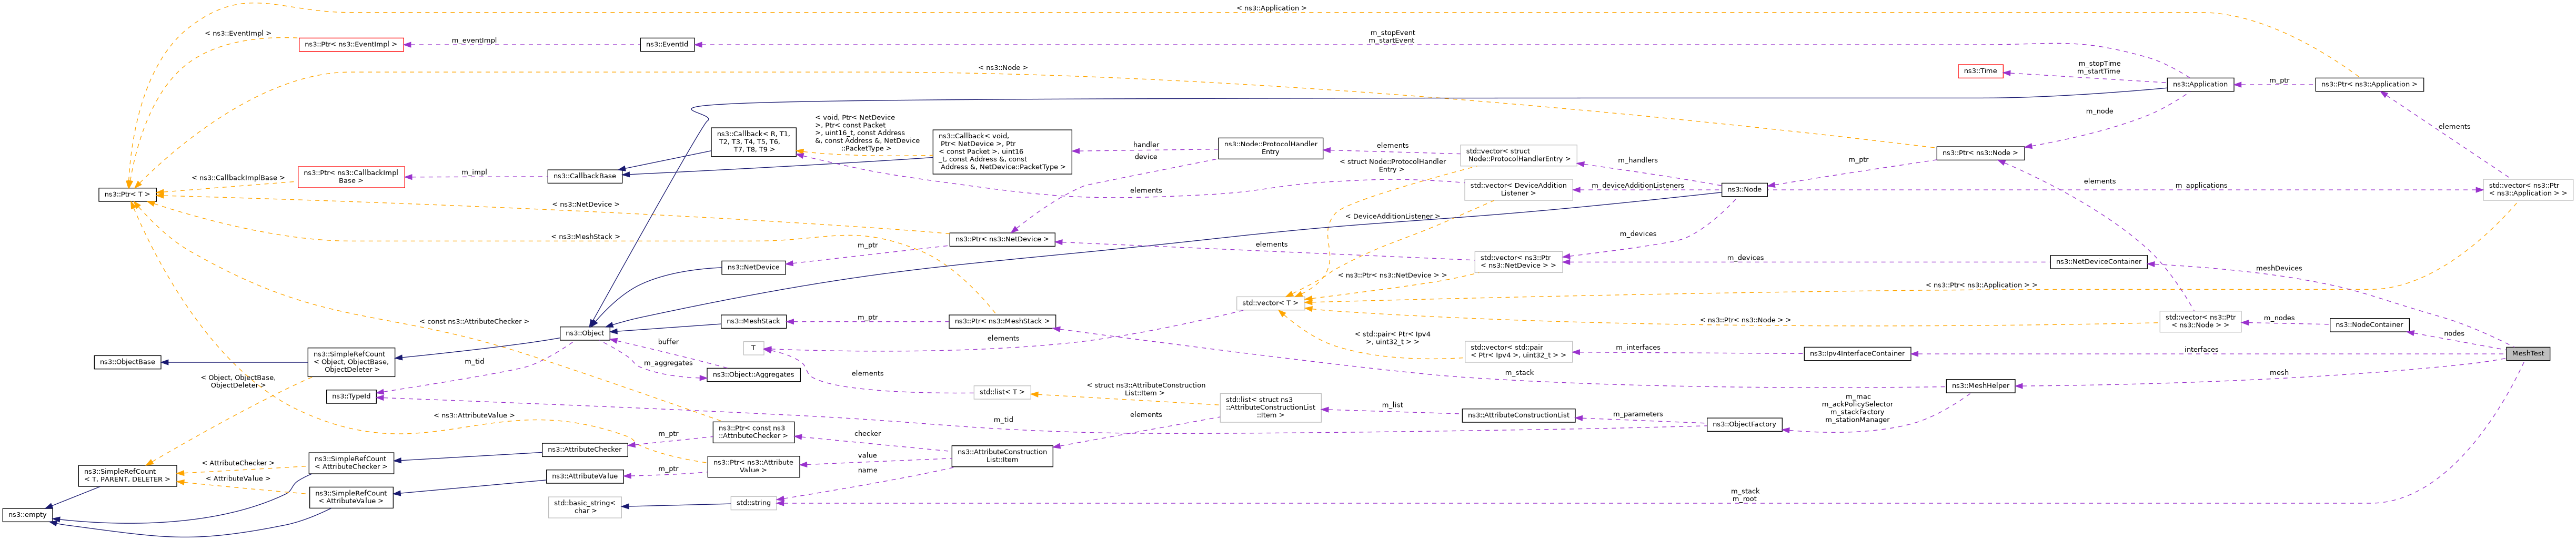 < ns3::Application >
< ns3::EventImpl >
ns3::Ptr< ns3::EventImpl >
m_eventImpl
ns3::EventId
m_stopEvent
m_startEvent
< ns3::Node >
ns3::Time
m_stopTime
m_startTime
ns3::Application
m_ptr
ns3::Ptr< ns3::Application >
m_node
elements
< void, Ptr< NetDevice
>, Ptr< const Packet
>, uint16_t, const Address
&, const Address &, NetDevice
::PacketType >
ns3::Callback< R, T1,
T2, T3, T4, T5, T6,
T7, T8, T9 >
ns3::Callback< void,
Ptr< NetDevice >, Ptr
< const Packet >, uint16
_t, const Address &, const
Address &, NetDevice::PacketType >
handler
device
ns3::Node::ProtocolHandler
Entry
elements
< struct Node::ProtocolHandler
Entry >
std::vector< struct
Node::ProtocolHandlerEntry >
m_handlers
m_ptr
ns3::Ptr< ns3::Node >
< ns3::CallbackImplBase >
ns3::Ptr< ns3::CallbackImpl
Base >
m_impl
ns3::CallbackBase
elements
std::vector< DeviceAddition
Listener >
m_deviceAdditionListeners
ns3::Node
elements
m_applications
std::vector< ns3::Ptr
< ns3::Application > >
ns3::Ptr< T >
< ns3::NetDevice >
< DeviceAdditionListener >
< ns3::MeshStack >
m_ptr
ns3::Ptr< ns3::NetDevice >
elements
m_devices
ns3::NetDevice
std::vector< ns3::Ptr
< ns3::NetDevice > >
m_devices
ns3::NetDeviceContainer
meshDevices
< ns3::Ptr< ns3::NetDevice > >
< ns3::Ptr< ns3::Application > >
std::vector< T >
< const ns3::AttributeChecker >
ns3::Object
ns3::MeshStack
m_ptr
ns3::Ptr< ns3::MeshStack >
< ns3::Ptr< ns3::Node > >
std::vector< ns3::Ptr
< ns3::Node > >
m_nodes
ns3::NodeContainer
nodes
buffer
T
elements
< std::pair< Ptr< Ipv4
>, uint32_t > >
std::vector< std::pair
< Ptr< Ipv4 >, uint32_t > >
m_interfaces
ns3::Ipv4InterfaceContainer
interfaces
MeshTest
ns3::ObjectBase
ns3::SimpleRefCount
< Object, ObjectBase,
ObjectDeleter >
m_tid
m_aggregates
ns3::Object::Aggregates
elements
m_stack
mesh
< Object, ObjectBase,
ObjectDeleter >
ns3::TypeId
std::list< T >
< struct ns3::AttributeConstruction
List::Item >
std::list< struct ns3
::AttributeConstructionList
::Item >
m_list
ns3::AttributeConstructionList
m_parameters
ns3::ObjectFactory
m_mac
m_ackPolicySelector
m_stackFactory
m_stationManager
ns3::MeshHelper
< ns3::AttributeValue >
m_tid
elements
m_ptr
ns3::Ptr< const ns3
::AttributeChecker >
checker
ns3::AttributeConstruction
List::Item
ns3::AttributeChecker
< AttributeChecker >
ns3::SimpleRefCount
< AttributeChecker >
ns3::SimpleRefCount
< T, PARENT, DELETER >
< AttributeValue >
ns3::AttributeValue
m_ptr
ns3::Ptr< ns3::Attribute
Value >
value
name
ns3::SimpleRefCount
< AttributeValue >
std::basic_string<
char >
std::string
m_stack
m_root
ns3::empty